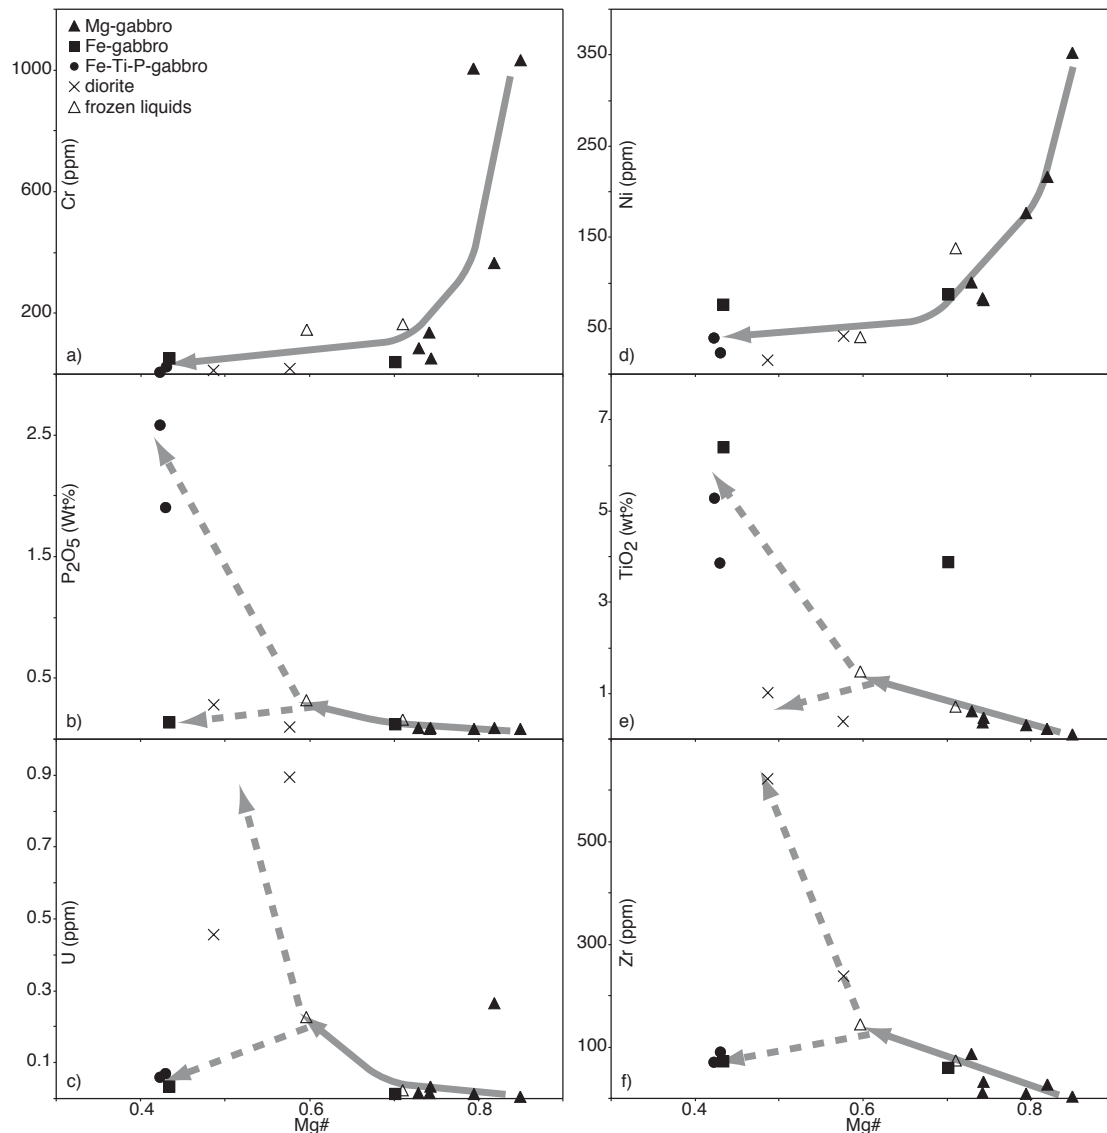 Mg-gabbro
Fe-gabbro
Fe-Ti-P-gabbro
diorite
frozen liquids
1000
600
200
Cr (ppm)
a)
350
250
150
50
Ni (ppm)
d)
2.5
1.5
0.5
P2O5 (Wt%)
b)
7
5
3
1
TiO2 (wt%)
e)
0.9
0.7
0.5
0.3
0.1
U (ppm)
c)
0.4
0.6
0.8
Mg#
500
300
100
Zr (ppm)
f)
0.4
0.6
0.8
Mg#